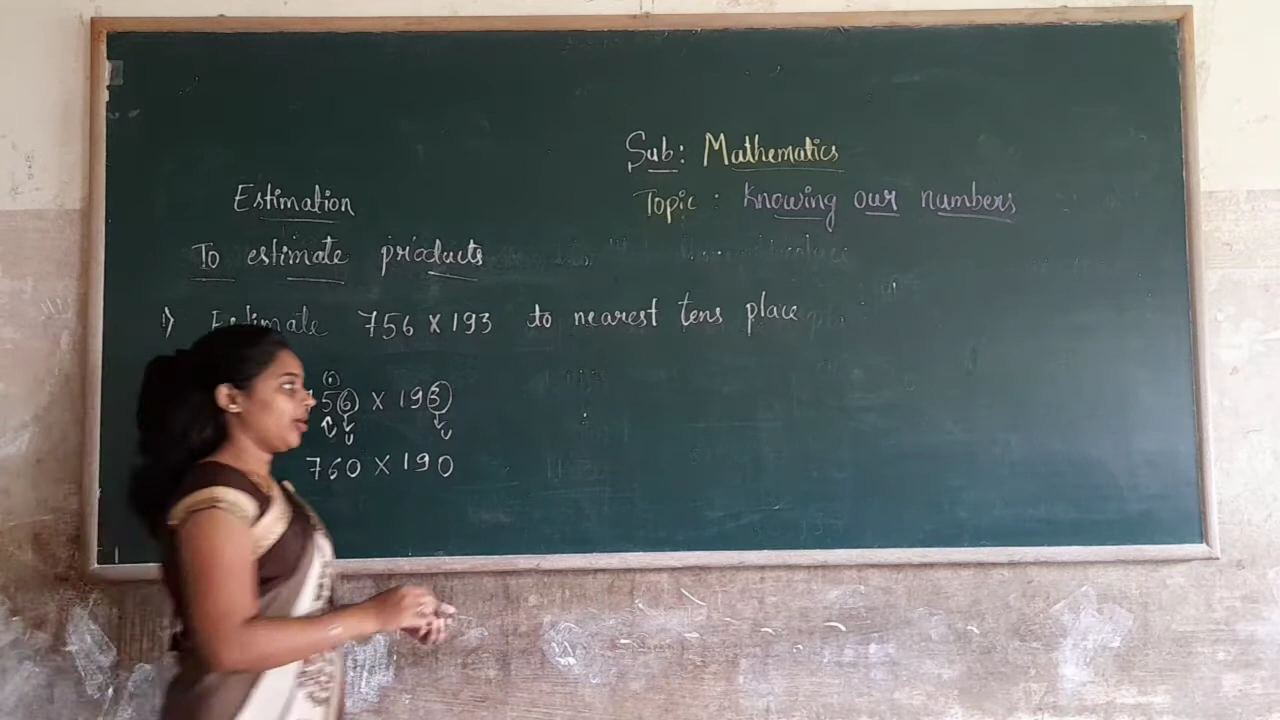 Sub: Mathematics
Topic: Knowing our numbers
Estimation
To estimate products
1) Estimate 756 X 193 to nearest tens place
56 X 193
760 X 190